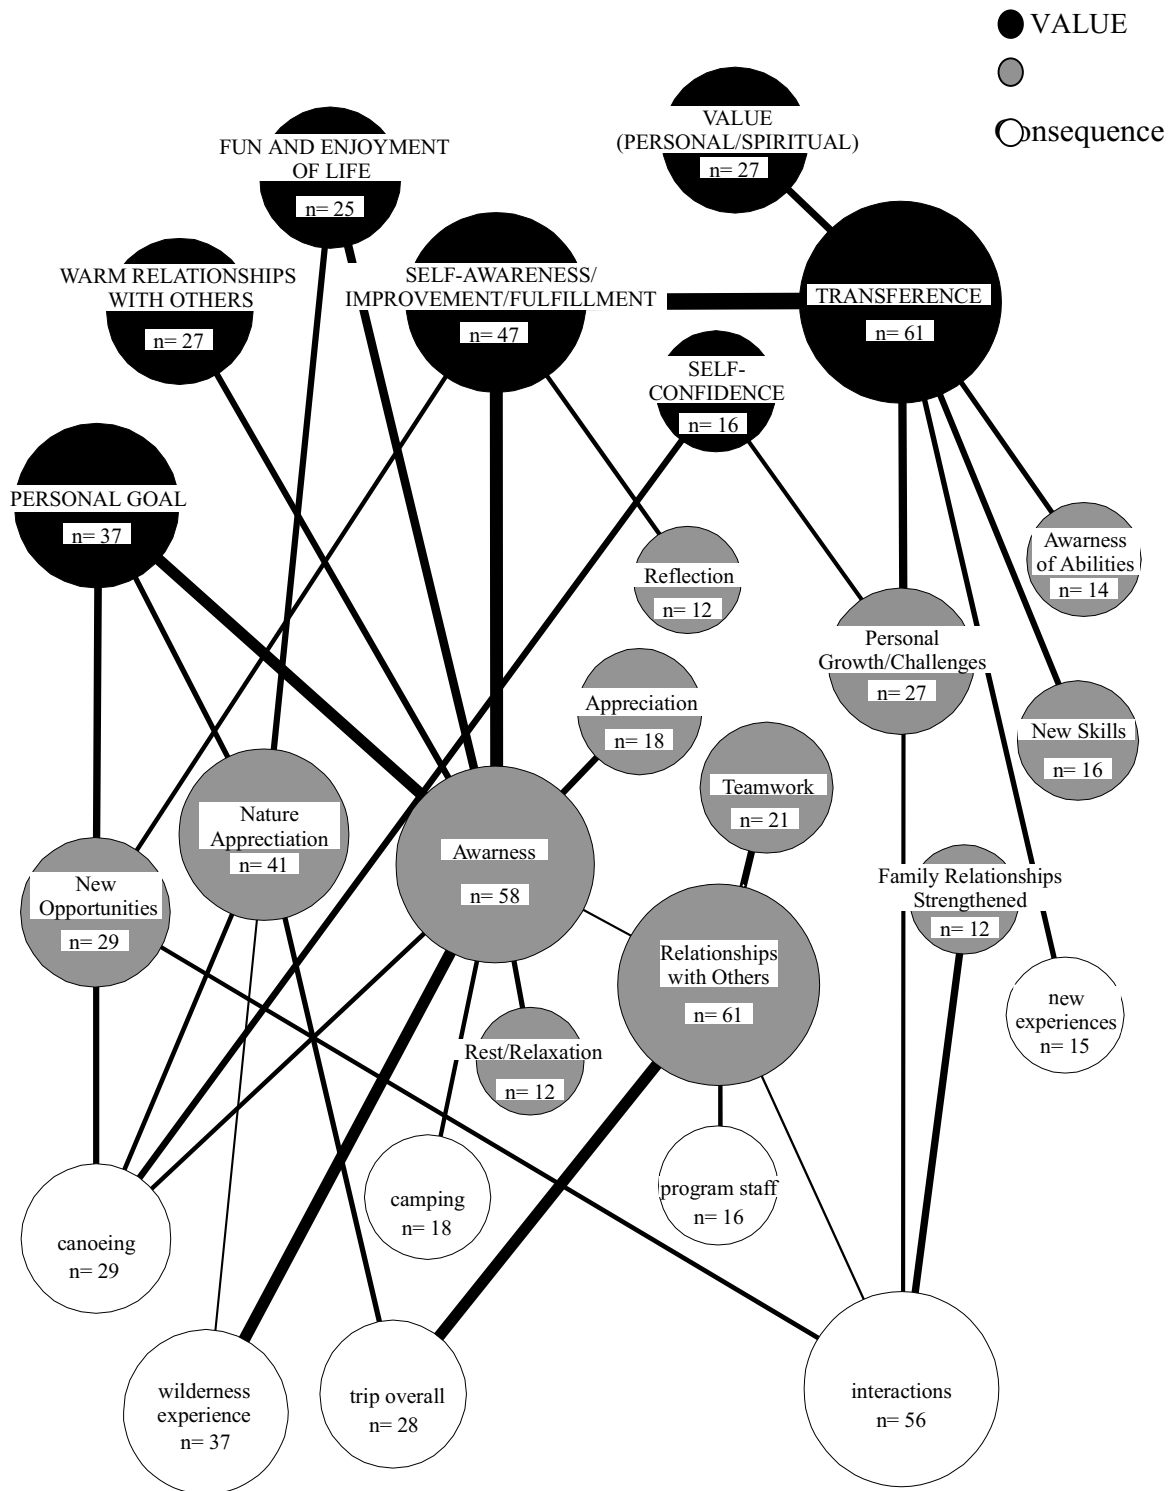 VALUE
Consequence
VALUE
(PERSONAL/SPIRITUAL)
n= 27
FUN AND ENJOYMENT
OF LIFE
n= 25
WARM RELATIONSHIPS
WITH OTHERS
n= 27
SELF-AWARENESS/
IMPROVEMENT/FULFILLMENT
n= 47
TRANSFERENCE
n= 61
SELF-
CONFIDENCE
n= 16
PERSONAL GOAL
n= 37
Reflection
n= 12
Awarness
of Abilities
n= 14
Personal
Growth/Challenges
n= 27
Appreciation
n= 18
New Skills
n= 16
Teamwork
n= 21
Nature
Apprectiation
n= 41
Awarness
n= 58
New
Opportunities
n= 29
Family Relationships
Strengthened
n= 12
Relationships
with Others
n= 61
new
experiences
n= 15
Rest/Relaxation
n= 12
camping
n= 18
program staff
n= 16
canoeing
n= 29
wilderness
experience
n= 37
trip overall
n= 28
interactions
n= 56